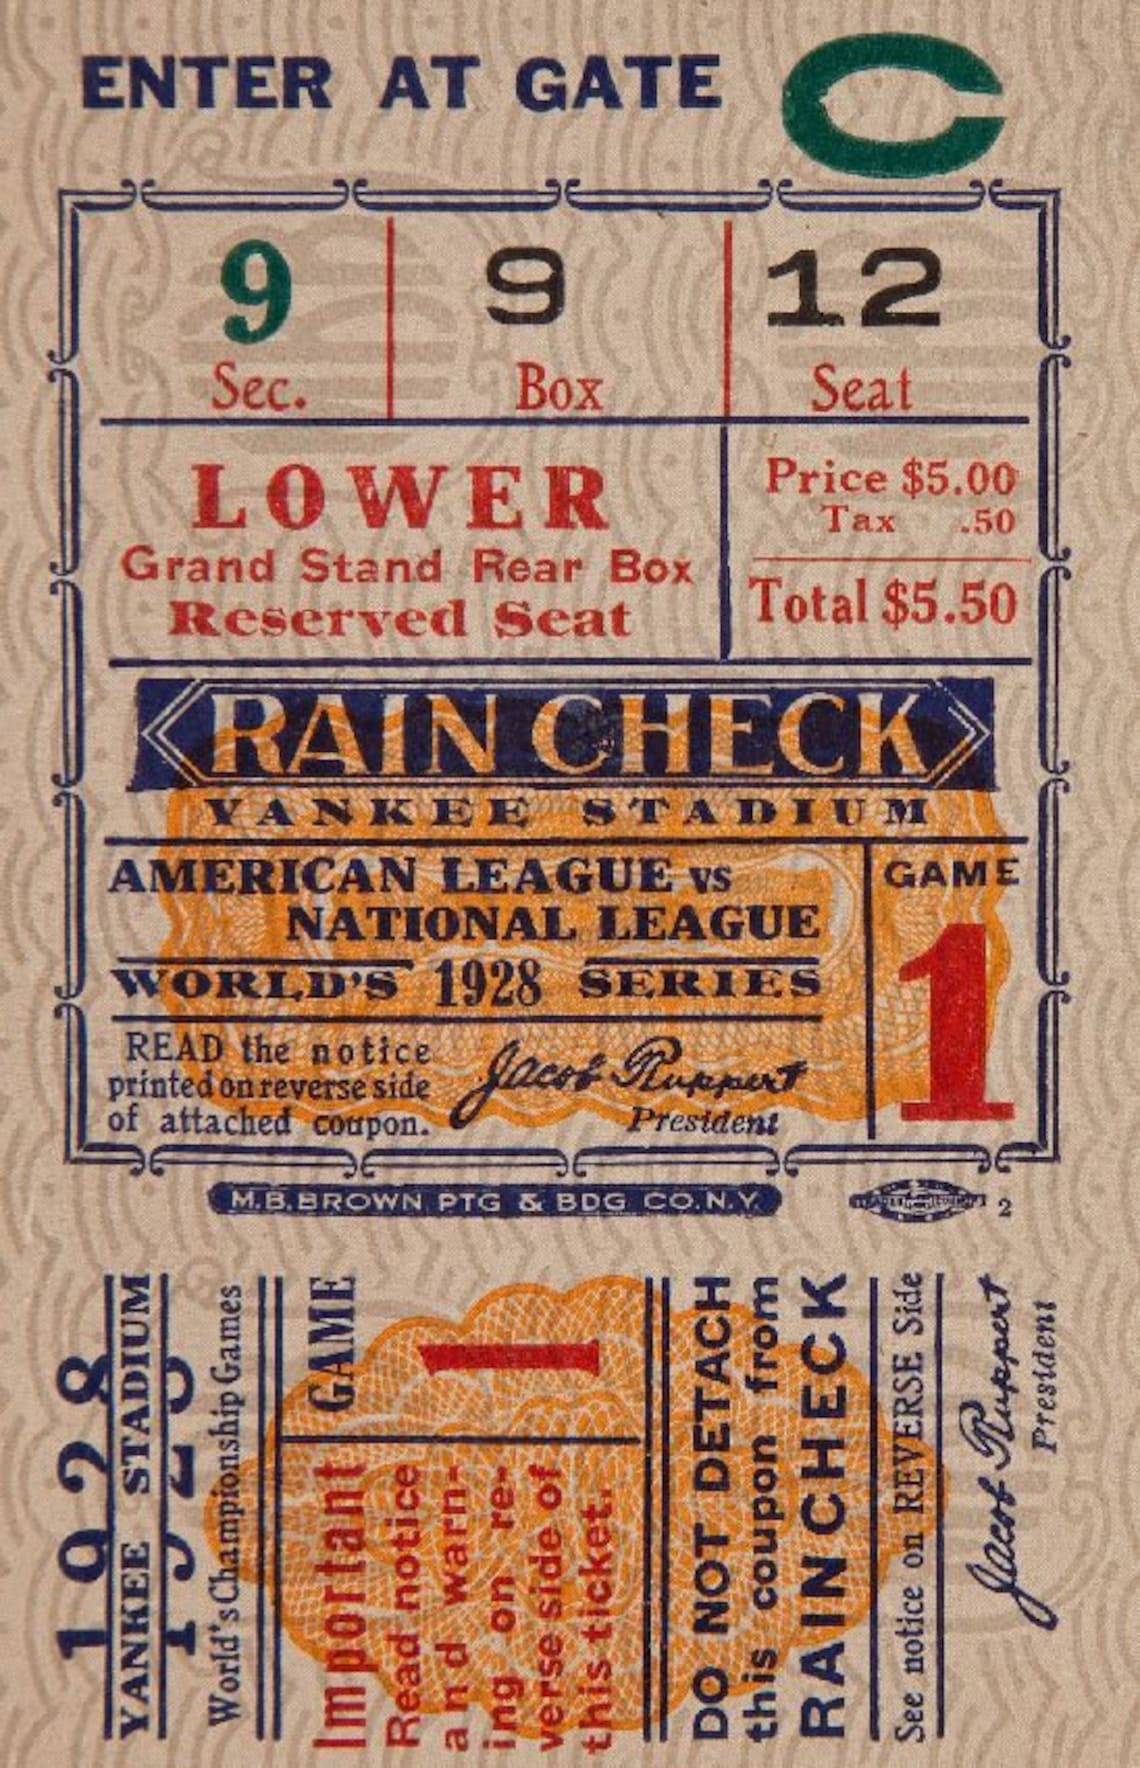 ENTER AT GATE C
9 9 12
Sec. Box Seat
LOWER
Grand Stand Rear Box
Reserved Seat
Price $5.00
Tax .50
Total $5.50
RAIN CHECK
YANKEE STADIUM
AMERICAN LEAGUE VS
NATIONAL LEAGUE
WORLD'S 1928 SERIES
GAME
1
READ the notice
printed on reverse side
of attached coupon.
Jacob Ruppert
President
M.B.BROWN PTG & BDG CO.N.Y.
2
1928
YANKEE STADIUM
World's Championship Games
GAME
1
Important
Read notice
and warn-
ing on re-
verse side of
this ticket.
DO NOT DETACH
this coupon from
RAIN CHECK
See notice on REVERSE Side
Jacob Ruppert
President